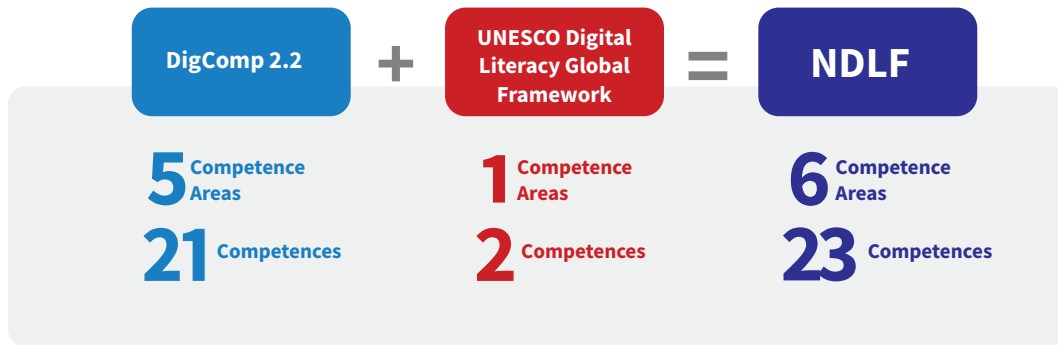 DigComp 2.2
+
UNESCO Digital
Literacy Global
Framework
=
NDLF
5 Competence
Areas
21 Competences
1 Competence
Areas
2 Competences
6 Competence
Areas
23 Competences